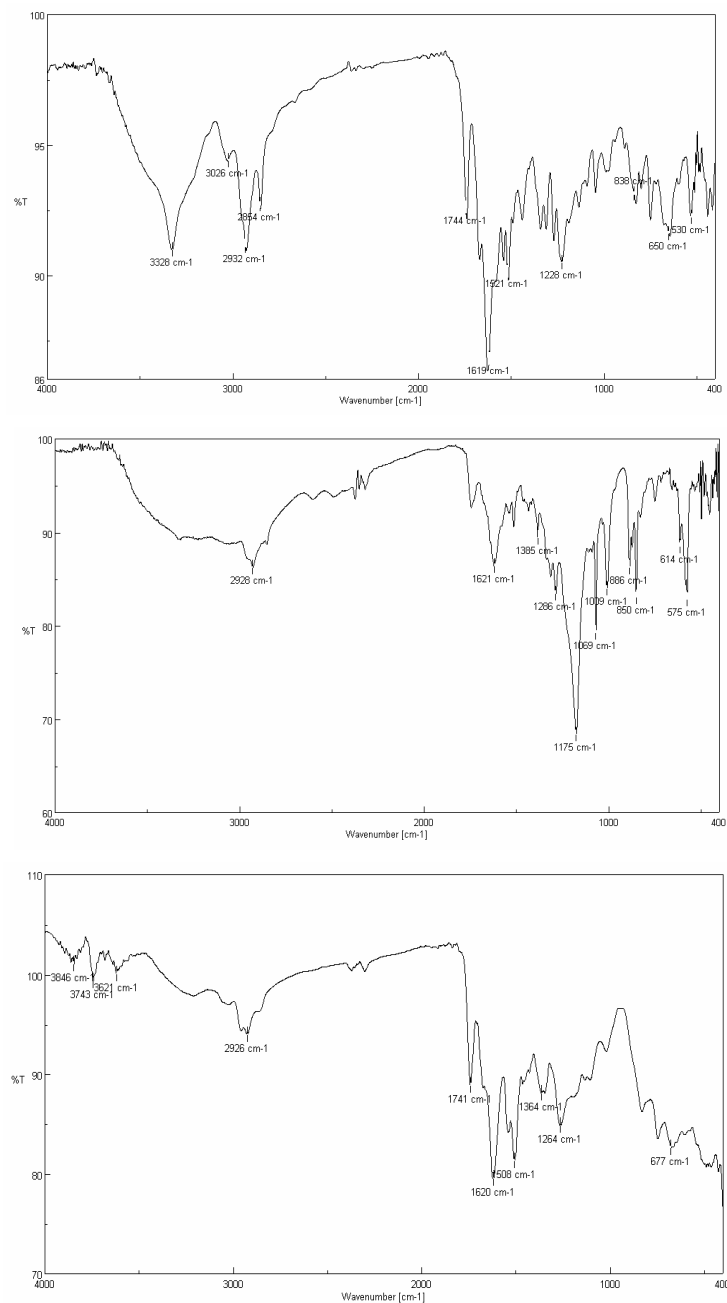 100
95
%T
90
86
3026 cm-1
2854 cm-1
3328 cm-1
2932 cm-1
1744 cm-1
1619 cm-1
1521 cm-1
1228 cm-1
838 cm-1
650 cm-1
530 cm-1
4000
3000
2000
1000
400
Wavenumber [cm-1]
100
90
80
%T
70
60
2928 cm-1
1621 cm-1
1385 cm-1
1286 cm-1
1175 cm-1
1069 cm-1
1009 cm-1
886 cm-1
850 cm-1
614 cm-1
575 cm-1
4000
3000
2000
1000
400
Wavenumber [cm-1]
110
100
%T
90
80
70
3846 cm-1
3743 cm-1
3621 cm-1
2926 cm-1
1741 cm-1
1620 cm-1
1508 cm-1
1364 cm-1
1264 cm-1
677 cm-1
4000
3000
2000
1000
400
Wavenumber [cm-1]